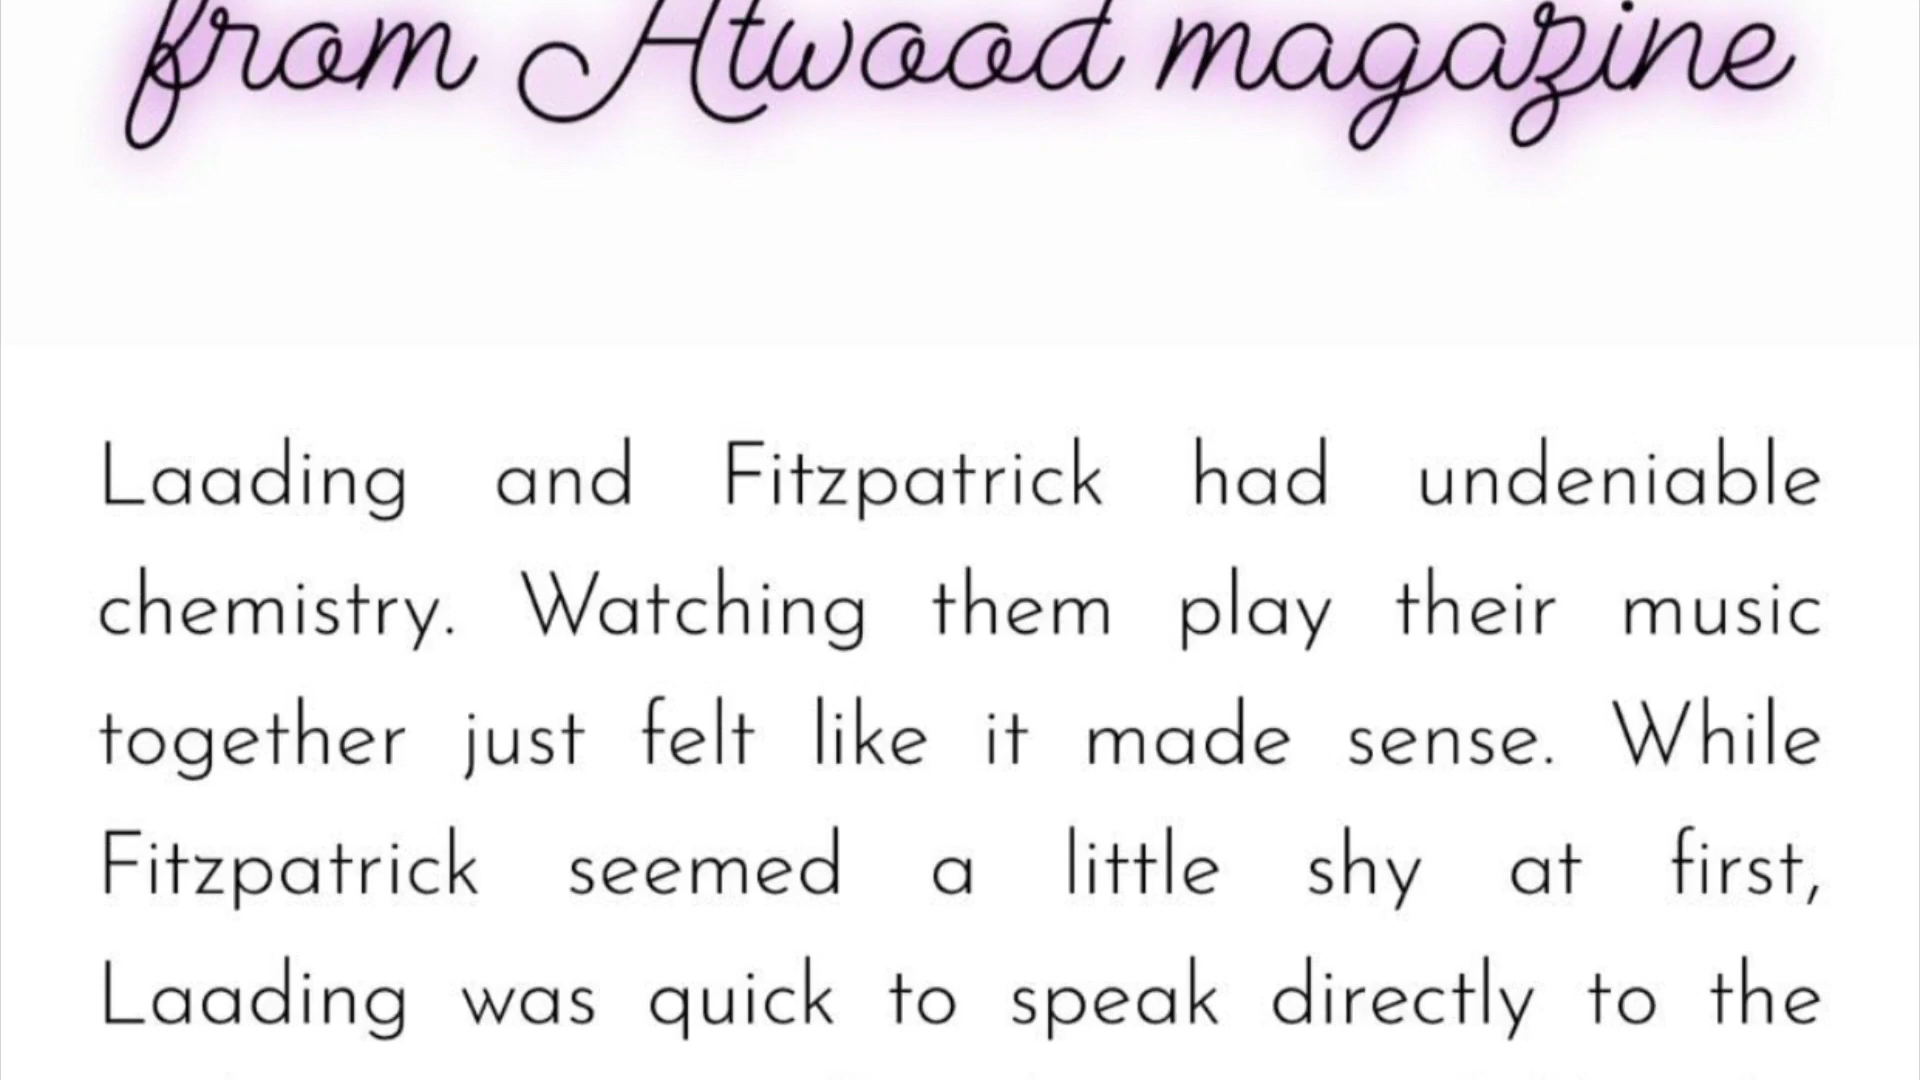 from Atwood magazine
Laading and Fitzpatrick had undeniable
chemistry. Watching them play their music
together just felt like it made sense. While
Fitzpatrick seemed a little shy at first,
Laading was quick to speak directly to the